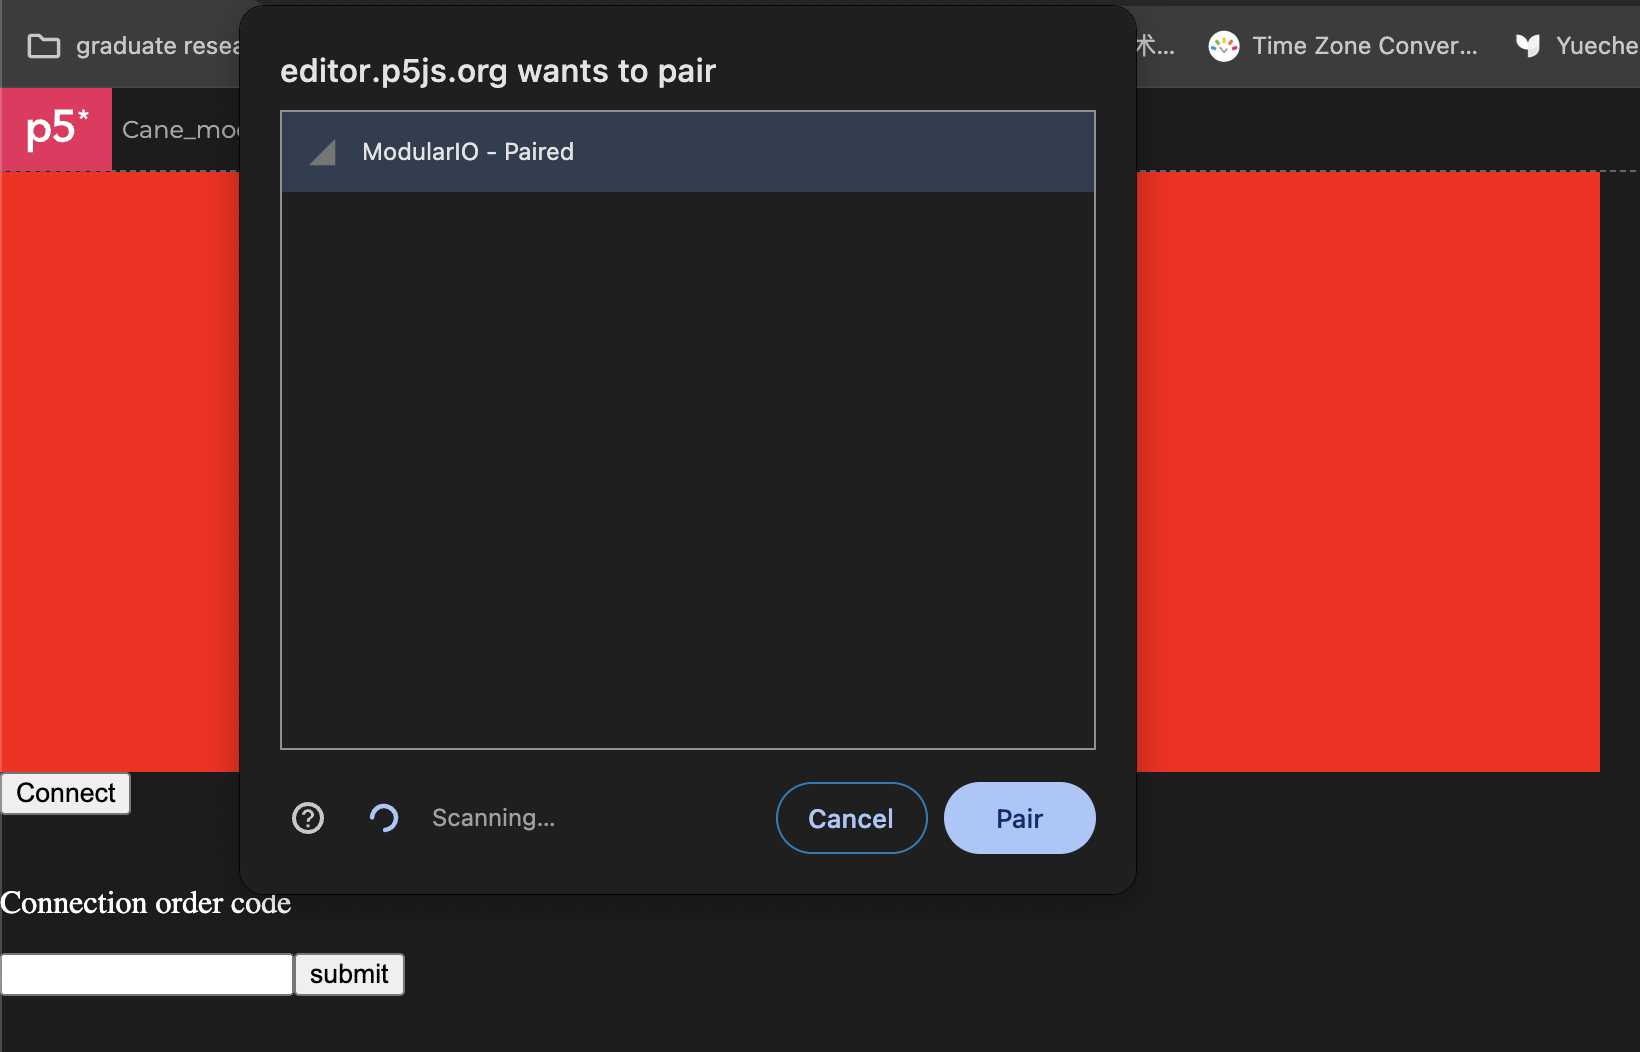 graduate resea
术...
Time Zone Conver...
Yueche
editor.p5js.org wants to pair
p5*
Cane_mo
ModularIO - Paired
Connect
Scanning...
Cancel
Pair
Connection order code
submit